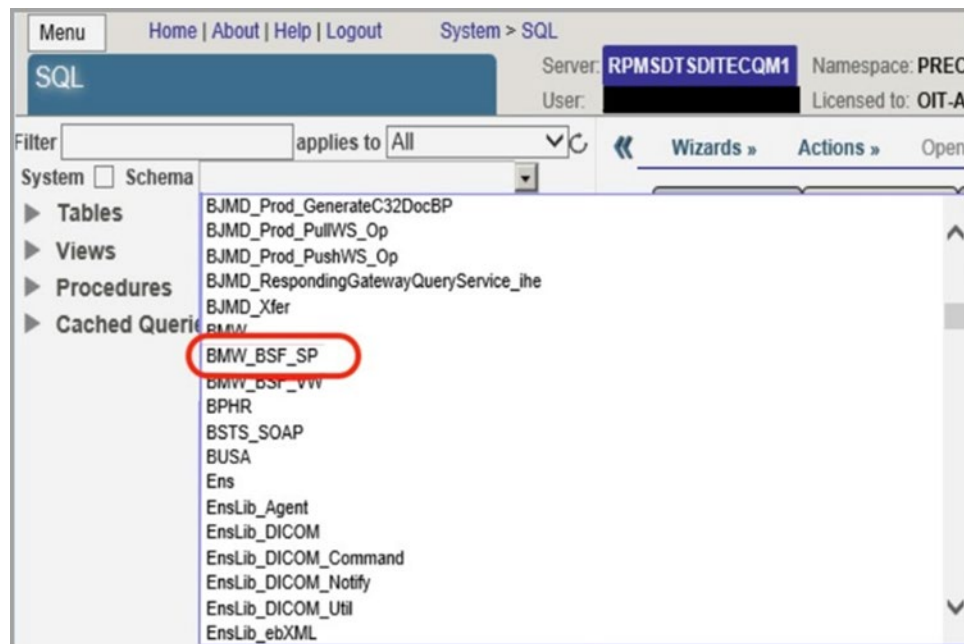 Menu Home | About | Help | Logout System > SQL
SQL
Server: RPMSDTSDITECQM1 Namespace: PREC
User: Licensed to: OIT-A
Filter applies to All
« Wizards » Actions » Open
System Schema
Tables
Views
Procedures
Cached Querie
BJMD_Prod_GenerateC32DocBP
BJMD_Prod_PullWS_Op
BJMD_Prod_PushWS_Op
BJMD_RespondingGatewayQueryService_ihe
BJMD_Xfer
BMW
BMW_BSF_SP
BMW_BSF_VW
BPHR
BSTS_SOAP
BUSA
Ens
EnsLib_Agent
EnsLib_DICOM
EnsLib_DICOM_Command
EnsLib_DICOM_Notify
EnsLib_DICOM_Util
EnsLib_ebXML